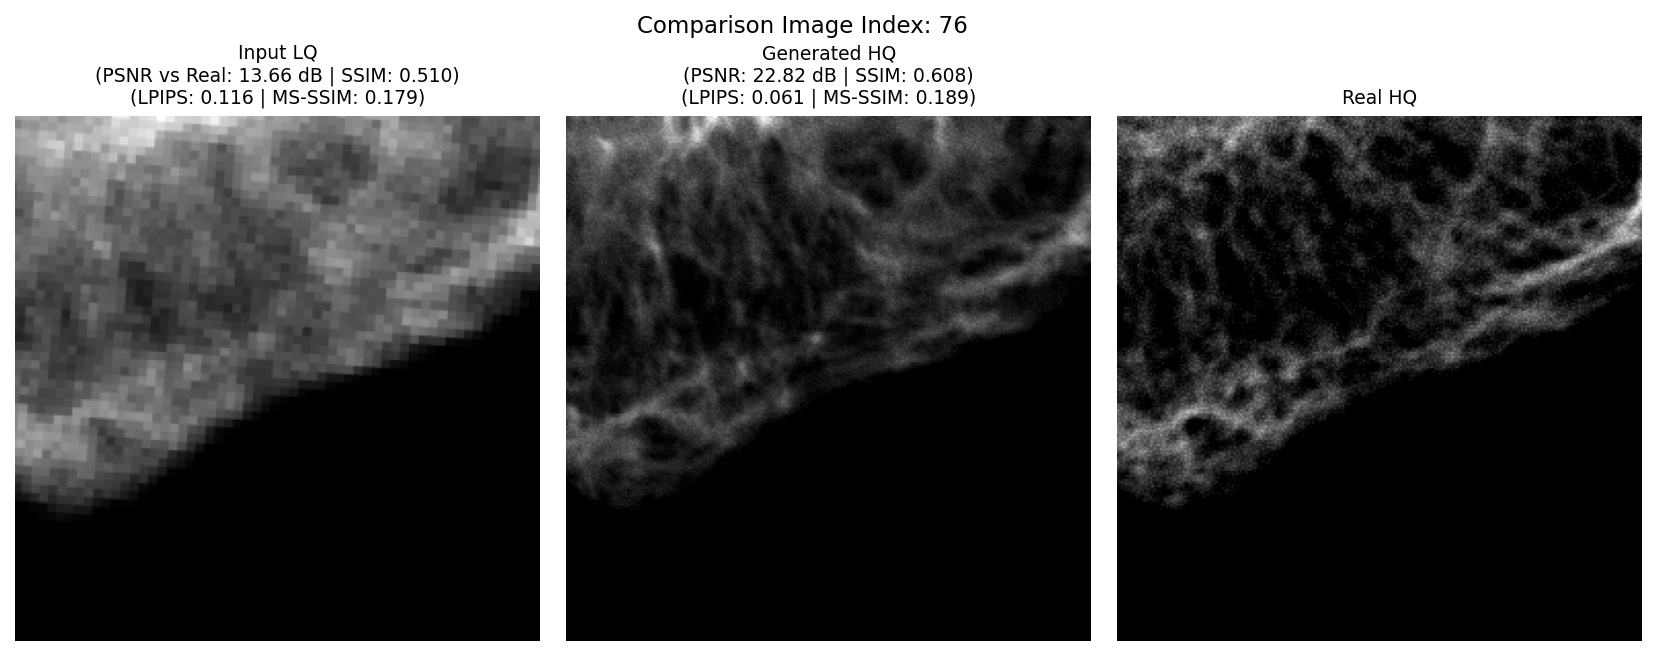 Comparison Image Index: 76
Input LQ
(PSNR vs Real: 13.66 dB | SSIM: 0.510)
(LPIPS: 0.116 | MS-SSIM: 0.179)
Generated HQ
(PSNR: 22.82 dB | SSIM: 0.608)
(LPIPS: 0.061 | MS-SSIM: 0.189)
Real HQ